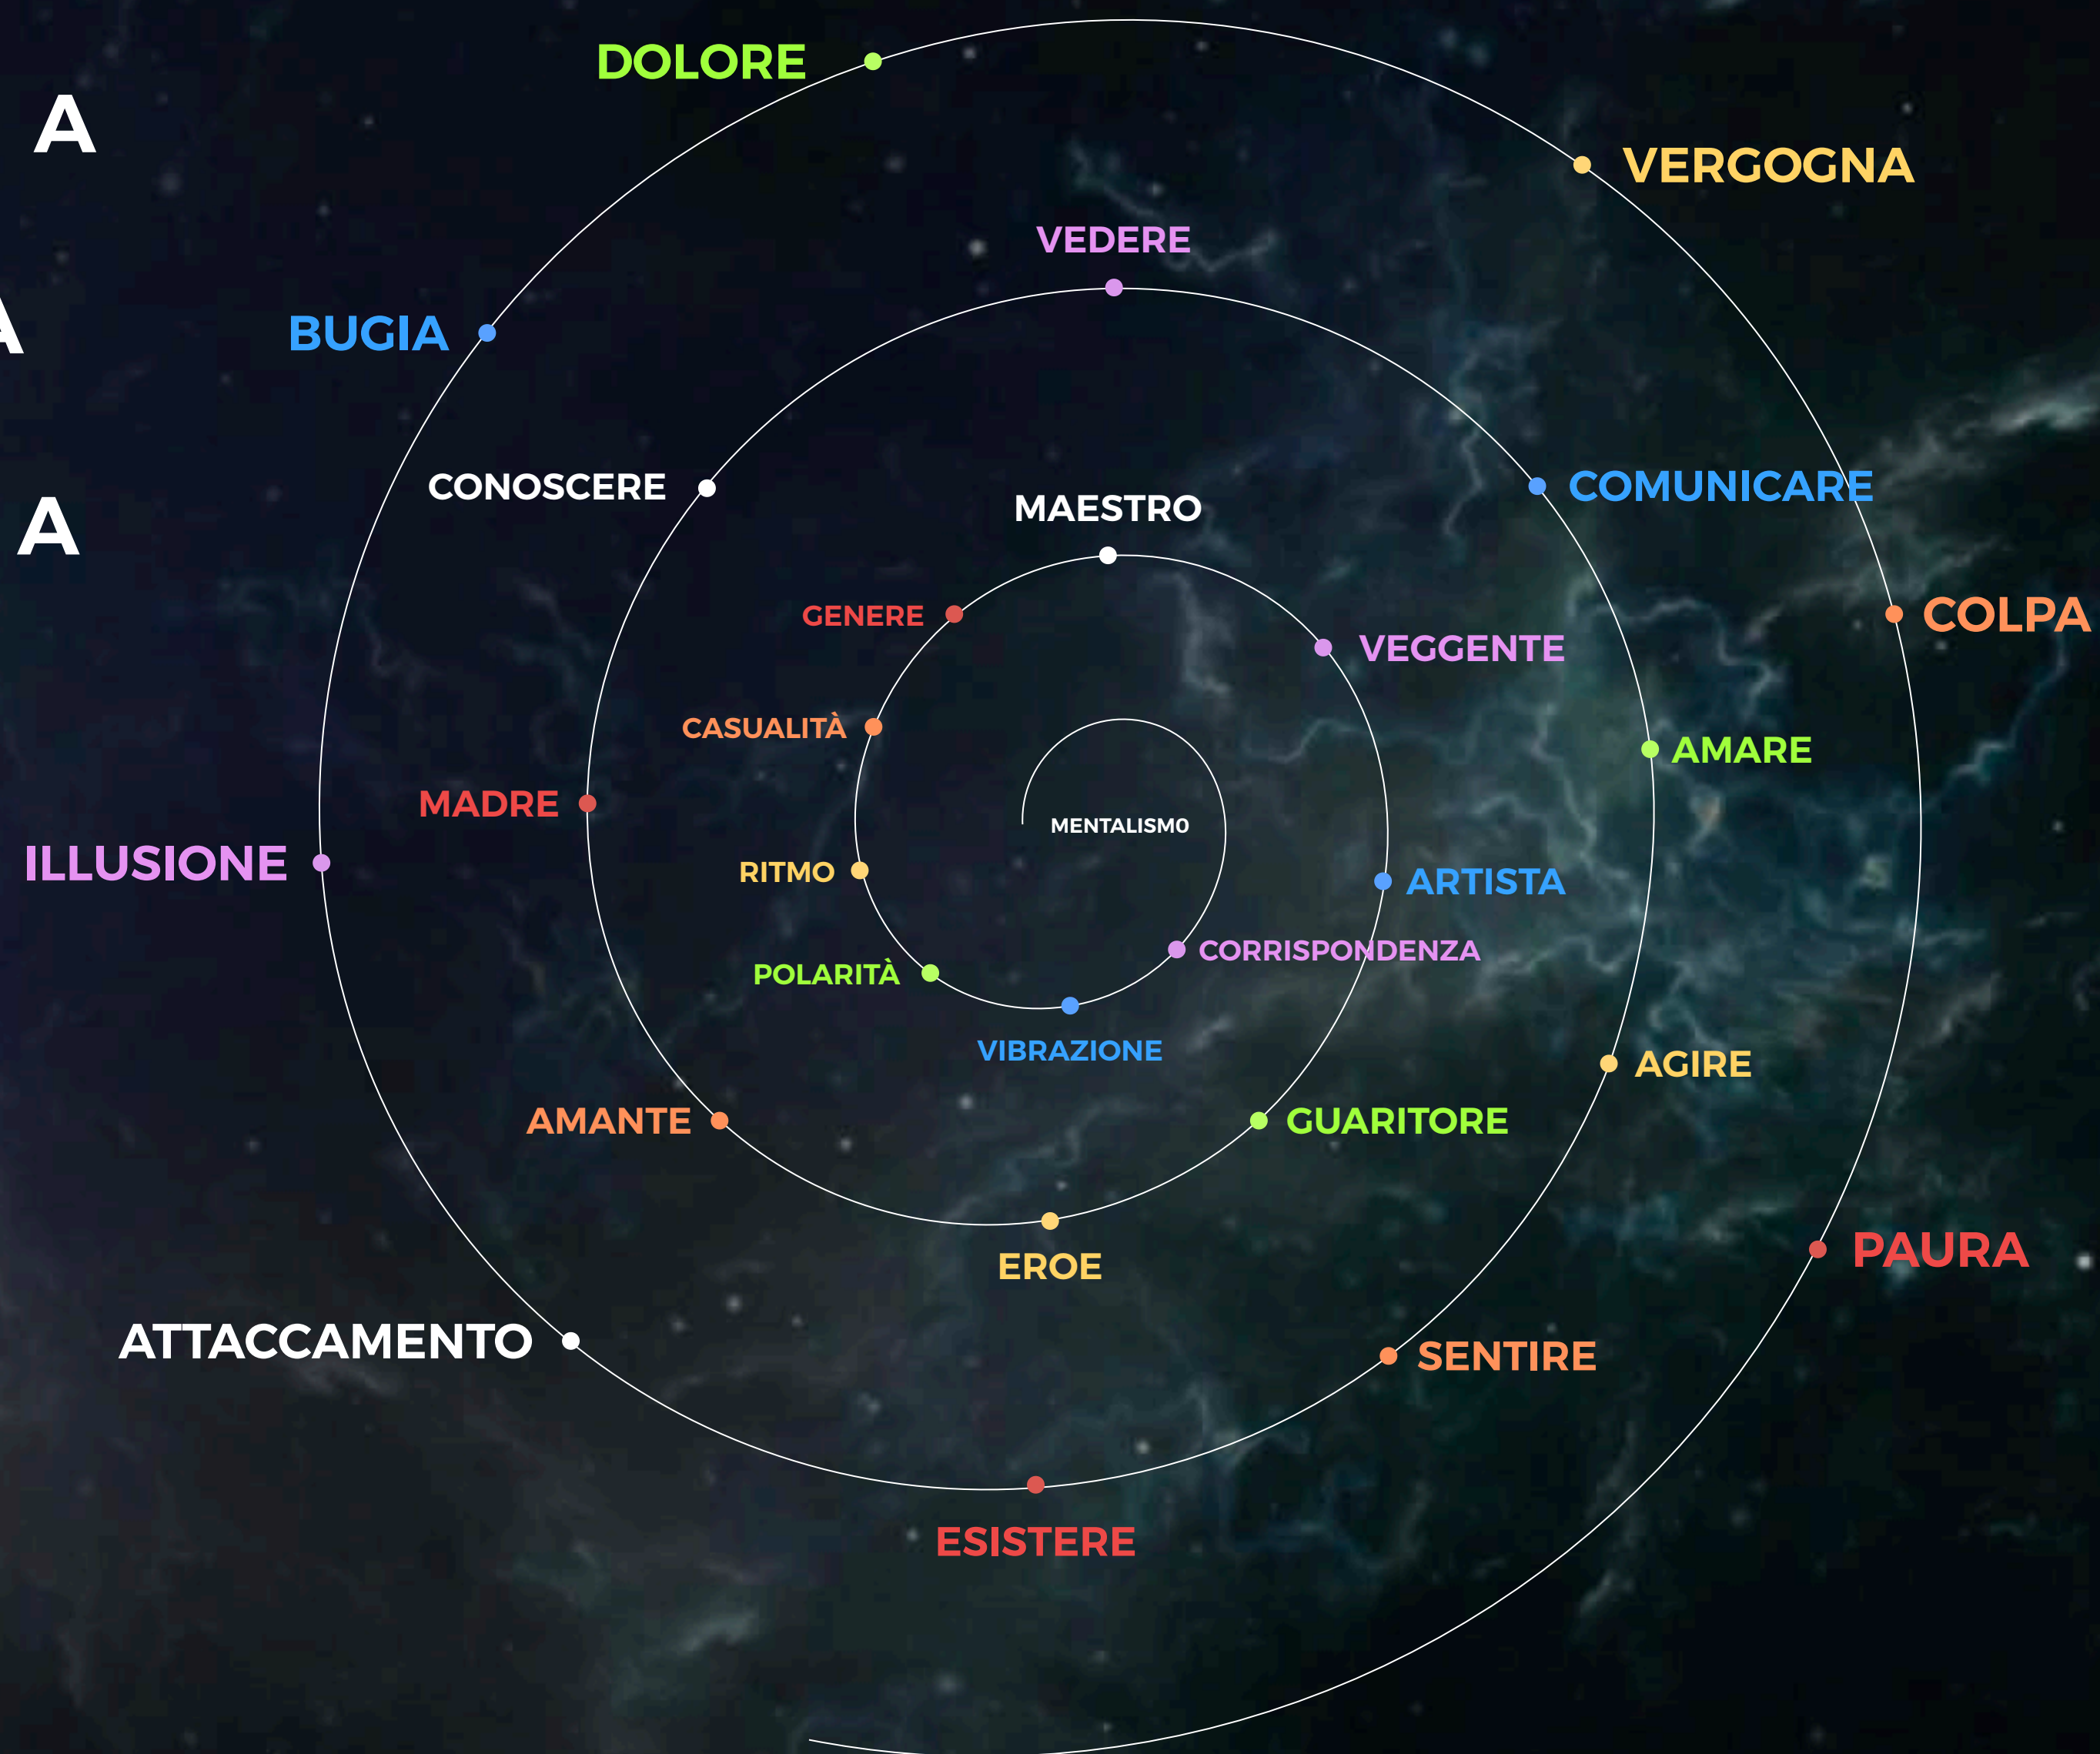 DOLORE
A
VERGOGNA
VEDERE
A
BUGIA
CONOSCERE
COMUNICARE
MAESTRO
A
GENERE
COLPA
VEGGENTE
CASUALITÀ
AMARE
MADRE
MENTALISM0
ILLUSIONE
RITMO
ARTISTA
CORRISPONDENZA
POLARITÀ
VIBRAZIONE
AGIRE
AMANTE
GUARITORE
EROE
PAURA
ATTACCAMENTO
SENTIRE
ESISTERE